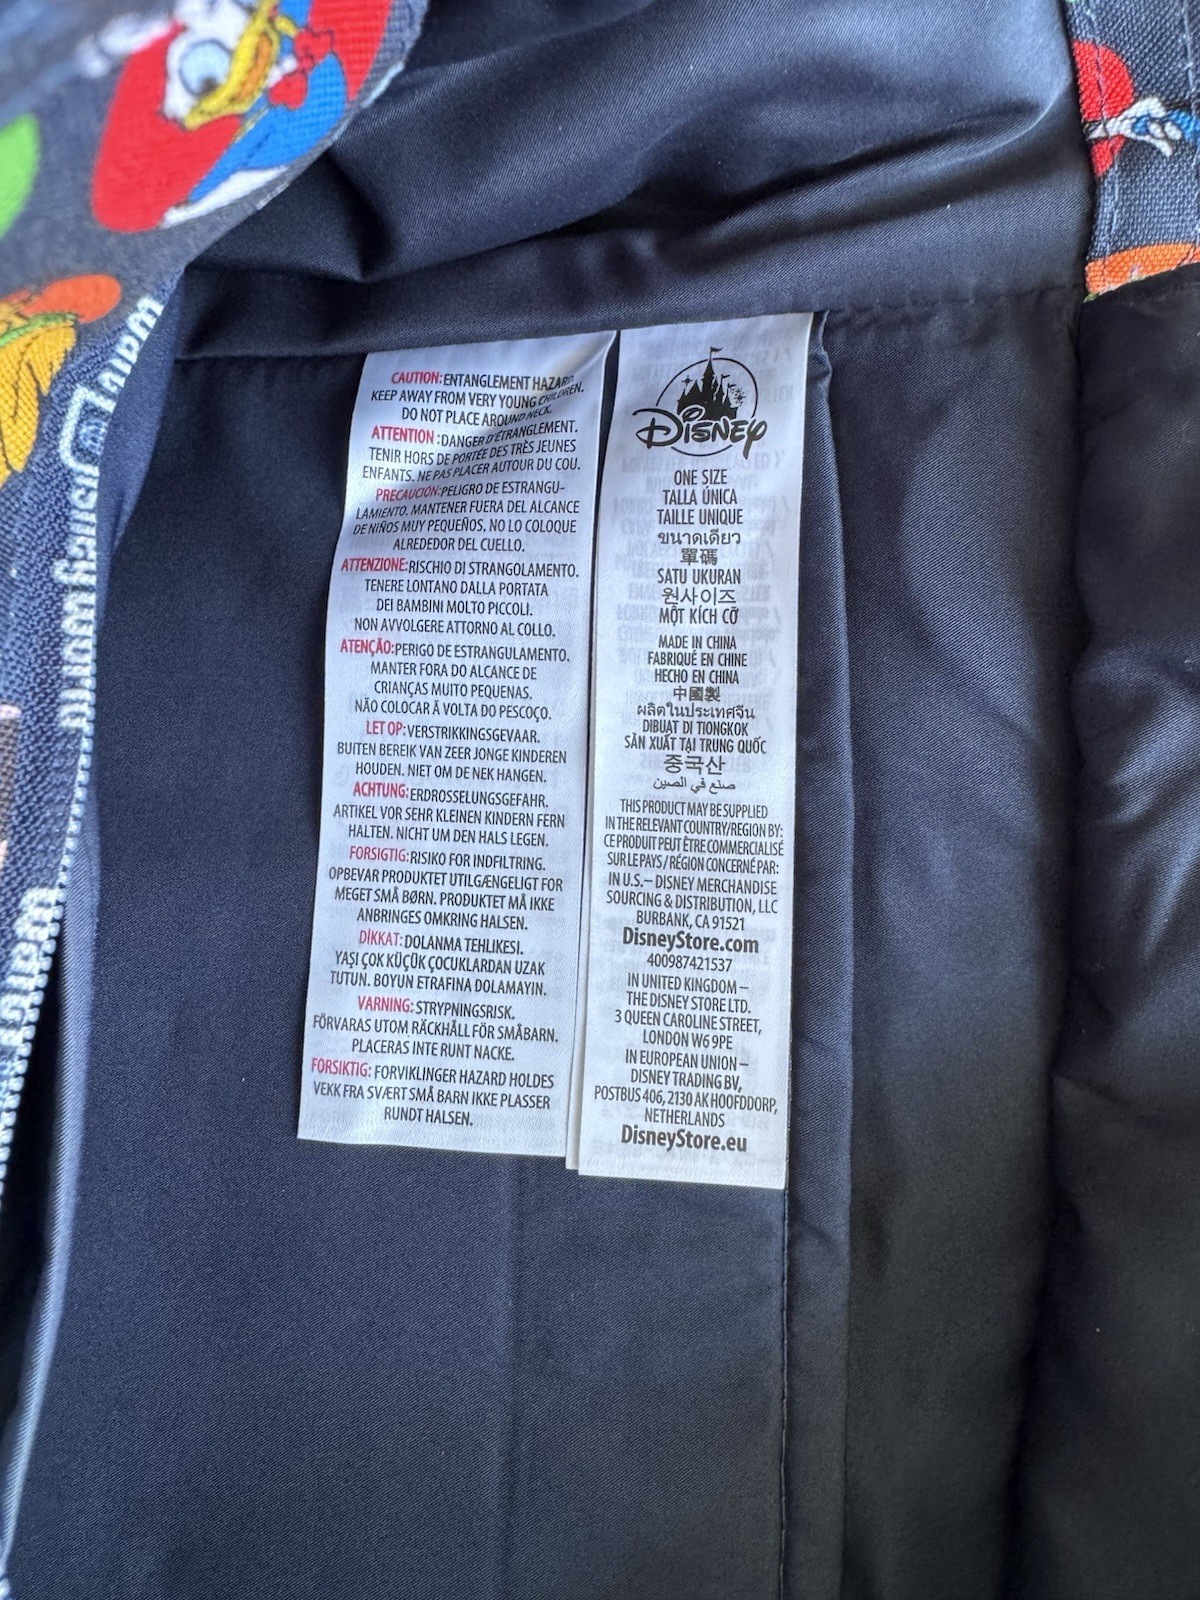 CAUTION: ENTANGLEMENT HAZARD.
KEEP AWAY FROM VERY YOUNG CHILDREN.
DO NOT PLACE AROUND NECK.
ATTENTION : DANGER D'ÉTRANGLEMENT.
TENIR HORS DE PORTÉE DES TRÈS JEUNES
ENFANTS. NE PAS PLACER AUTOUR DU COU.
PRECAUCIÓN: PELIGRO DE ESTRANGU-
LAMIENTO. MANTENER FUERA DEL ALCANCE
DE NIÑOS MUY PEQUEÑOS. NO LO COLOQUE
ALREDEDOR DEL CUELLO.
ATTENZIONE: RISCHIO DI STRANGOLAMENTO.
TENERE LONTANO DALLA PORTATA
DEI BAMBINI MOLTO PICCOLI.
NON AVVOLGERE ATTORNO AL COLLO.
ATENÇÃO: PERIGO DE ESTRANGULAMENTO.
MANTER FORA DO ALCANCE DE
CRIANÇAS MUITO PEQUENAS.
NÃO COLOCAR Ã VOLTA DO PESCOÇO.
LET OP: VERSTRIKKINGSGEVAAR.
BUITEN BEREIK VAN ZEER JONGE KINDEREN
HOUDEN. NIET OM DE NEK HANGEN.
ACHTUNG: ERDROSSELUNGSGEFAHR.
ARTIKEL VOR SEHR KLEINEN KINDERN FERN
HALTEN. NICHT UM DEN HALS LEGEN.
FORSIGTIG: RISIKO FOR INDFILTRING.
OPBEVAR PRODUKTET UTILGÆNGELIGT FOR
MEGET SMÅ BØRN. PRODUKTET MÅ IKKE
ANBRINGES OMKRING HALSEN.
DİKKAT: DOLANMA TEHLIKESI.
YAŞI ÇOK KÜÇÜK ÇOCUKLARDAN UZAK
TUTUN. BOYUN ETRAFINA DOLAMAYIN.
VARNING: STRYPNINGSRISK.
FÖRVARAS UTOM RÄCKHÅLL FÖR SMÅBARN.
PLACERAS INTE RUNT NACKE.
FORSIKTIG: FORVIKLINGER HAZARD HOLDES
VEKK FRA SVÆRT SMÅ BARN IKKE PLASSER
RUNDT HALSEN.
Disney
ONE SIZE
TALLA ÚNICA
TAILLE UNIQUE
ขนาดเดียว
單碼
SATU UKURAN
원사이즈
MỘT KÍCH CỠ
MADE IN CHINA
FABRIQUÉ EN CHINE
HECHO EN CHINA
中國製
ผลิตในประเทศจีน
DIBUAT DI TIONGKOK
SẢN XUẤT TẠI TRUNG QUỐC
중국산
صنع في الصين
THIS PRODUCT MAY BE SUPPLIED
IN THE RELEVANT COUNTRY/REGION BY:
CE PRODUIT PEUT ÊTRE COMMERCIALISÉ
SUR LE PAYS / RÉGION CONCERNÉ PAR:
IN U.S. – DISNEY MERCHANDISE
SOURCING & DISTRIBUTION, LLC
BURBANK, CA 91521
DisneyStore.com
400987421537
IN UNITED KINGDOM –
THE DISNEY STORE LTD.
3 QUEEN CAROLINE STREET,
LONDON W6 9PE
IN EUROPEAN UNION –
DISNEY TRADING BV,
POSTBUS 406, 2130 AK HOOFDDORP,
NETHERLANDS
DisneyStore.eu